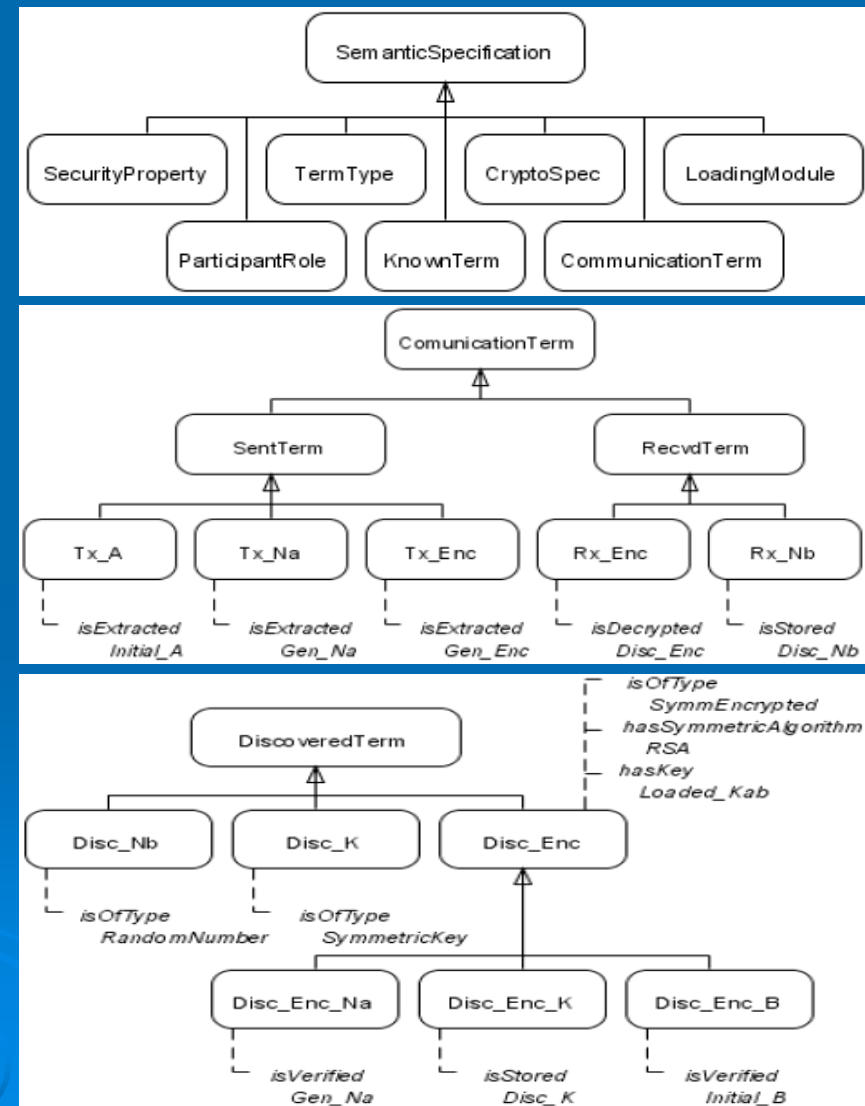 SemanticSpecification
SecurityProperty TermType CryptoSpec LoadingModule
ParticipantRole KnownTerm CommunicationTerm
ComunicationTerm
SentTerm RecvdTerm
Tx_A Tx_Na Tx_Enc Rx_Enc Rx_Nb
isExtracted isExtracted isExtracted isDecrypted isStored
Initial_A Gen_Na Gen_Enc Disc_Enc Disc_Nb
isOfType
SymmEncrypted
hasSymmetricAlgorithm
RSA
hasKey
Loaded_Kab
DiscoveredTerm
Disc_Nb Disc_K Disc_Enc
isOfType isOfType
RandomNumber SymmetricKey
Disc_Enc_Na Disc_Enc_K Disc_Enc_B
isVerified isStored isVerified
Gen_Na Disc_K Initial_B